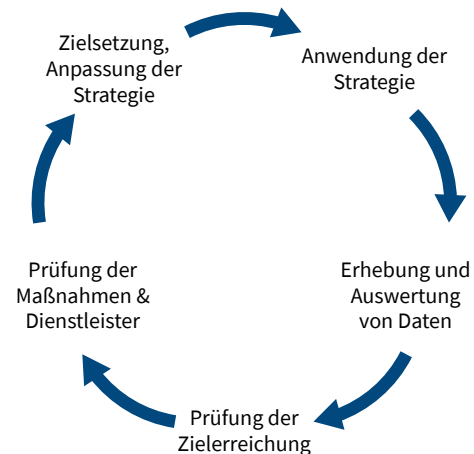 Zielsetzung,
Anpassung der
Strategie
Anwendung der
Strategie
Erhebung und
Auswertung
von Daten
Prüfung der
Zielerreichung
Prüfung der
Maßnahmen &
Dienstleister